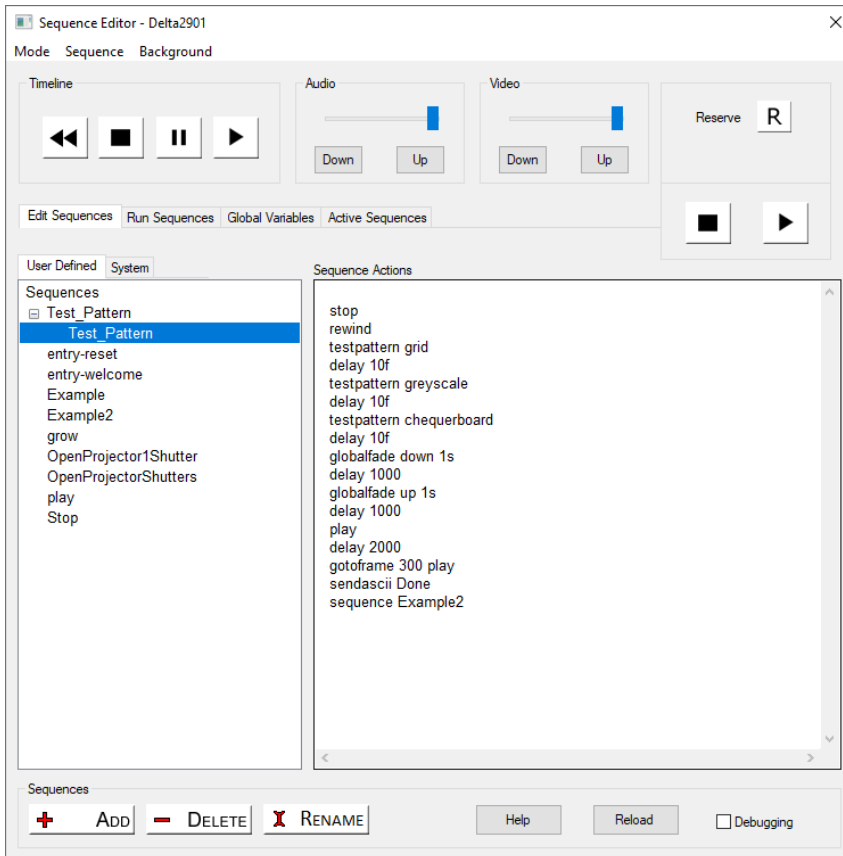 Sequence Editor - Delta2901
Mode Sequence Background
Timeline
Audio
Video
Down Up
Down Up
Reserve R
Edit Sequences Run Sequences Global Variables Active Sequences
User Defined System
Sequences
Test_Pattern
Test_Pattern
entry-reset
entry-welcome
Example
Example2
grow
OpenProjector1Shutter
OpenProjectorShutters
play
Stop
Sequence Actions
stop
rewind
testpattern grid
delay 10f
testpattern greyscale
delay 10f
testpattern chequerboard
delay 10f
globalfade down 1s
delay 1000
globalfade up 1s
delay 1000
play
delay 2000
gotoframe 300 play
sendascii Done
sequence Example2
Sequences
ADD DELETE RENAME Help Reload Debugging